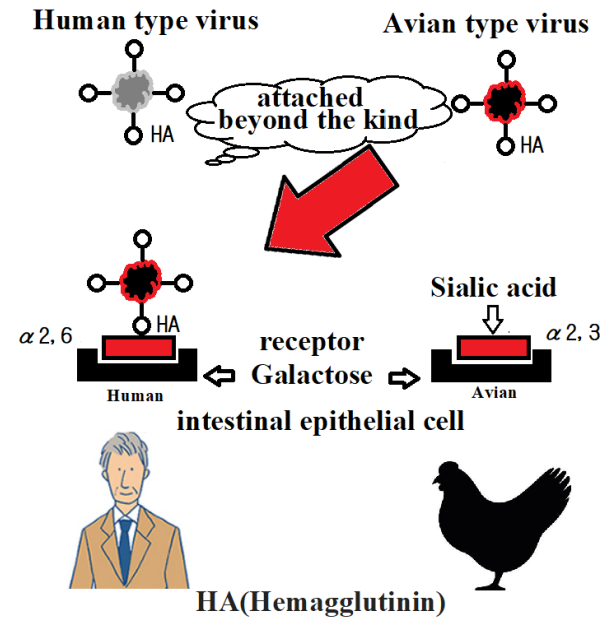 Human type virus
Avian type virus
attached
beyond the kind
HA
HA
HA
Sialic acid
α2,6
α2,3
receptor
Galactose
Human
Avian
intestinal epithelial cell
HA(Hemagglutinin)